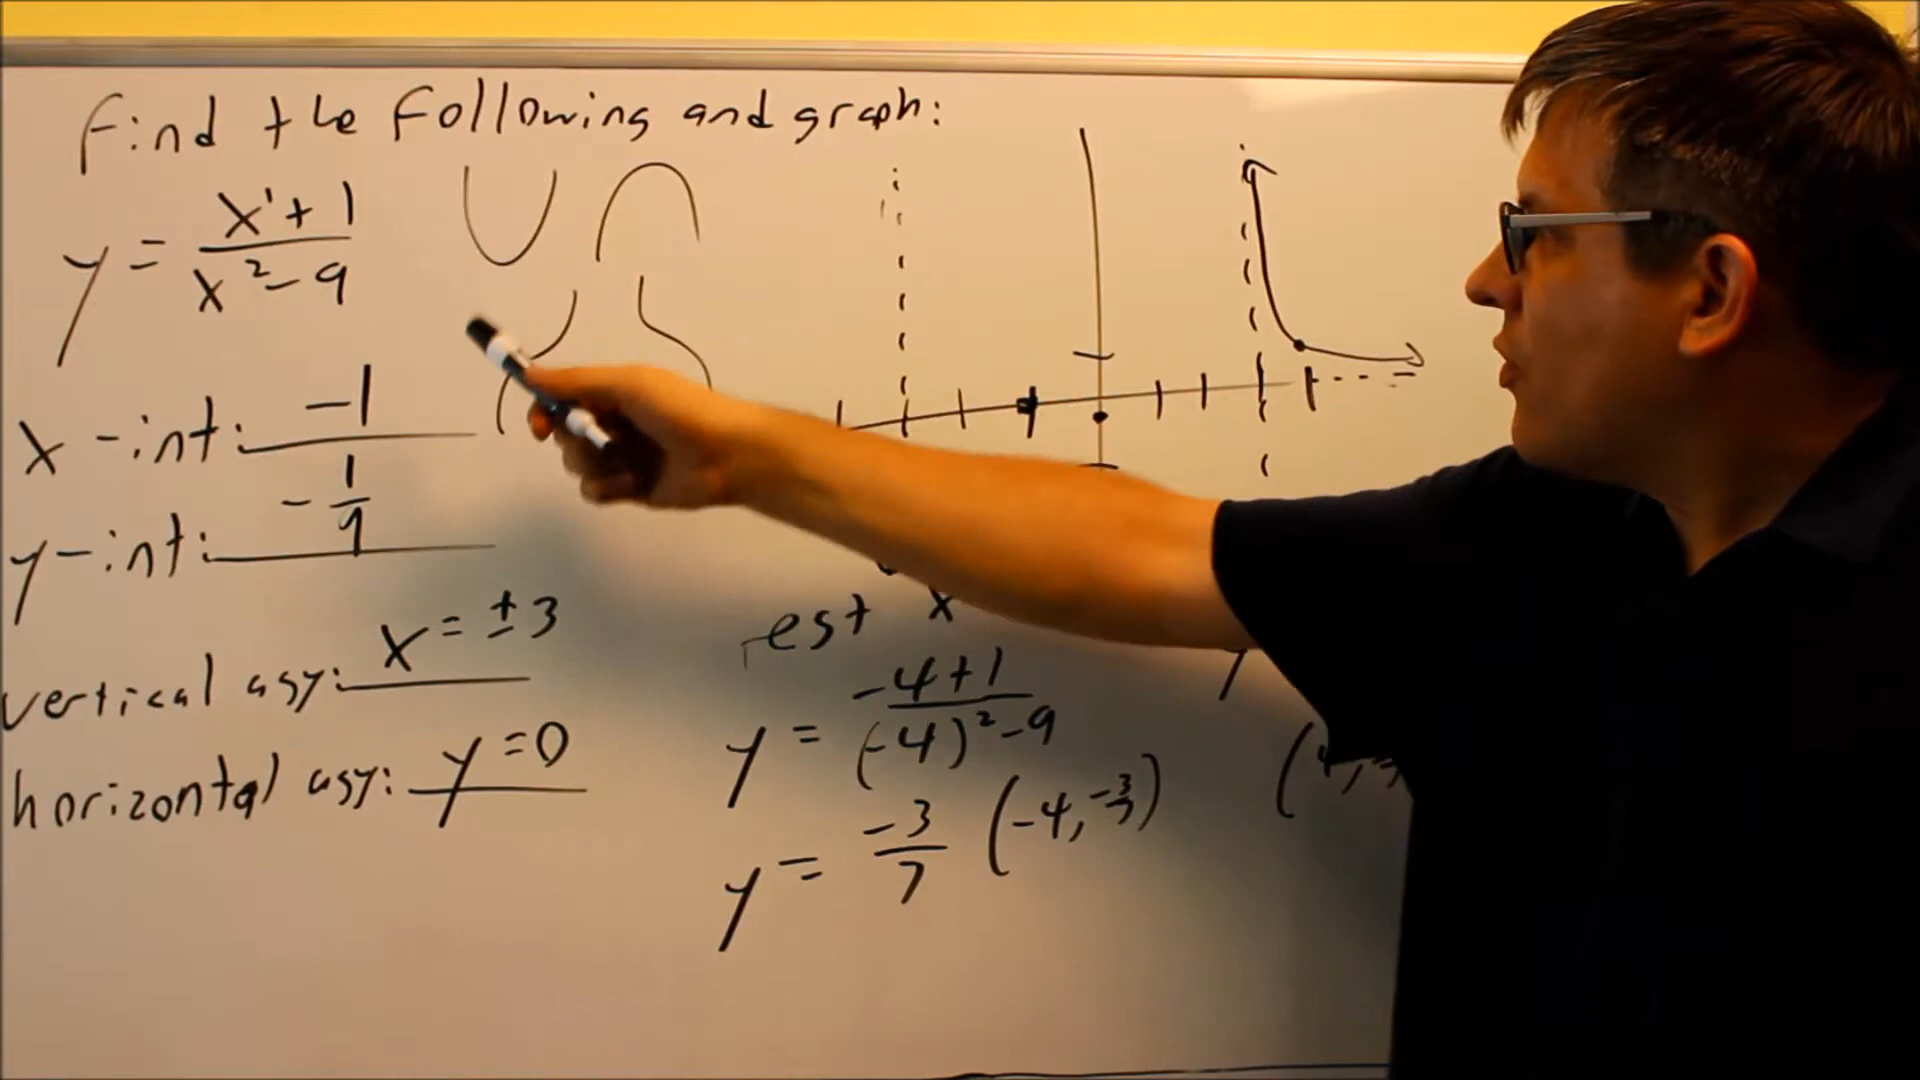 Find the following and graph:
y = x¹ + 1 / x² - 9
x-int: -1
y-int: - 1/9
vertical asy: x = ± 3
horizontal asy: y = 0
Test x
y = -4+1 / (-4)² - 9
y = -3/7 (-4, -3/7)